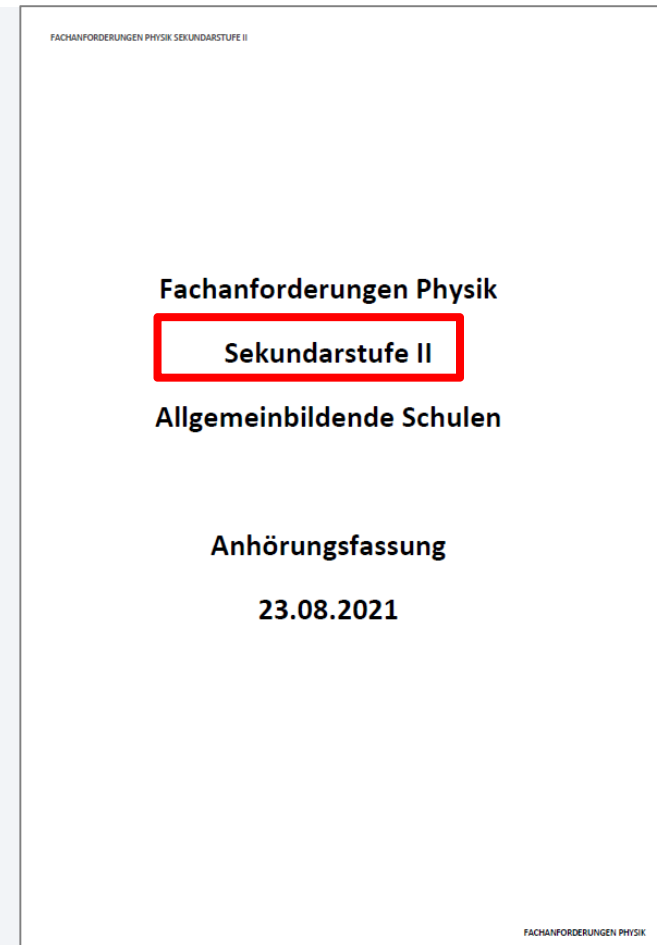 FACHANFORDERUNGEN PHYSIK SEKUNDARSTUFE II
Fachanforderungen Physik
Sekundarstufe II
Allgemeinbildende Schulen
Anhörungsfassung
23.08.2021
FACHANFORDERUNGEN PHYSIK